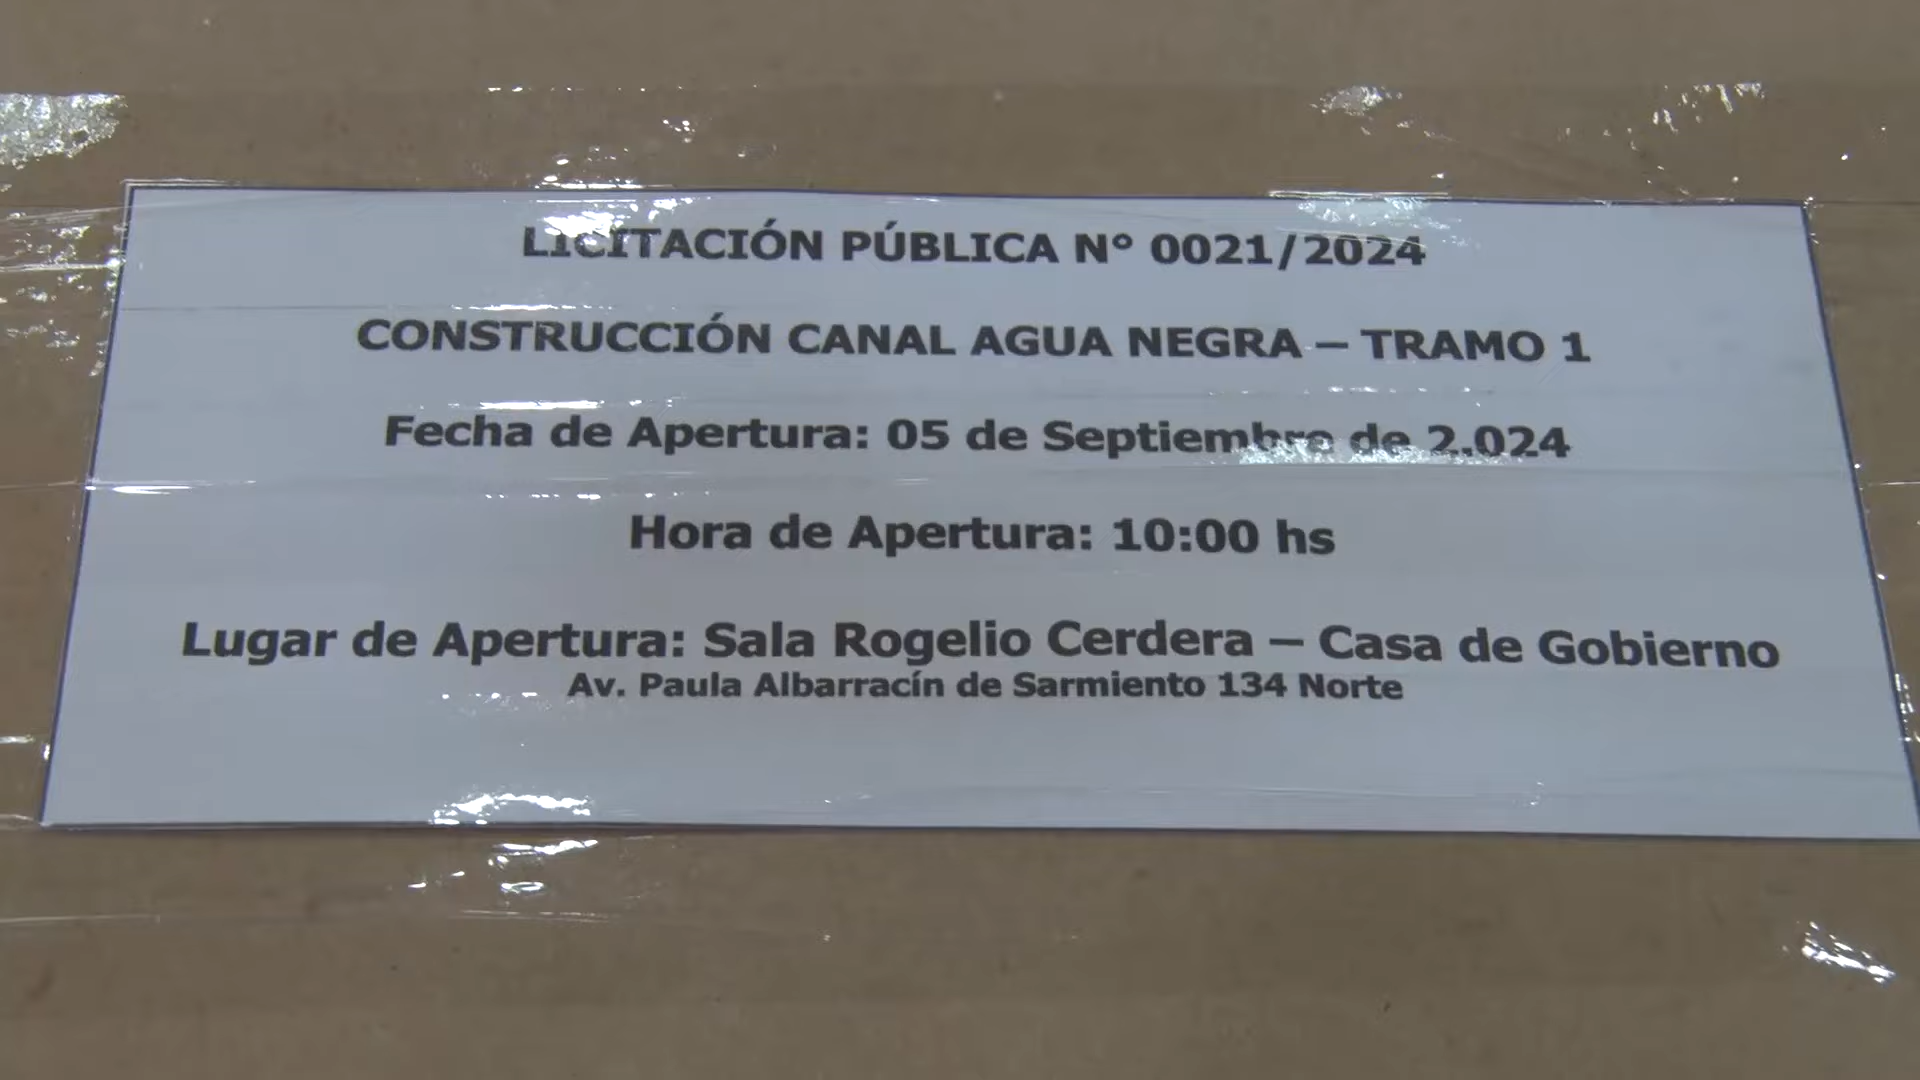 LICITACIÓN PÚBLICA N° 0021/2024
CONSTRUCCIÓN CANAL AGUA NEGRA – TRAMO 1
Fecha de Apertura: 05 de Septiembre de 2.024
Hora de Apertura: 10:00 hs
Lugar de Apertura: Sala Rogelio Cerdera – Casa de Gobierno
Av. Paula Albarracín de Sarmiento 134 Norte